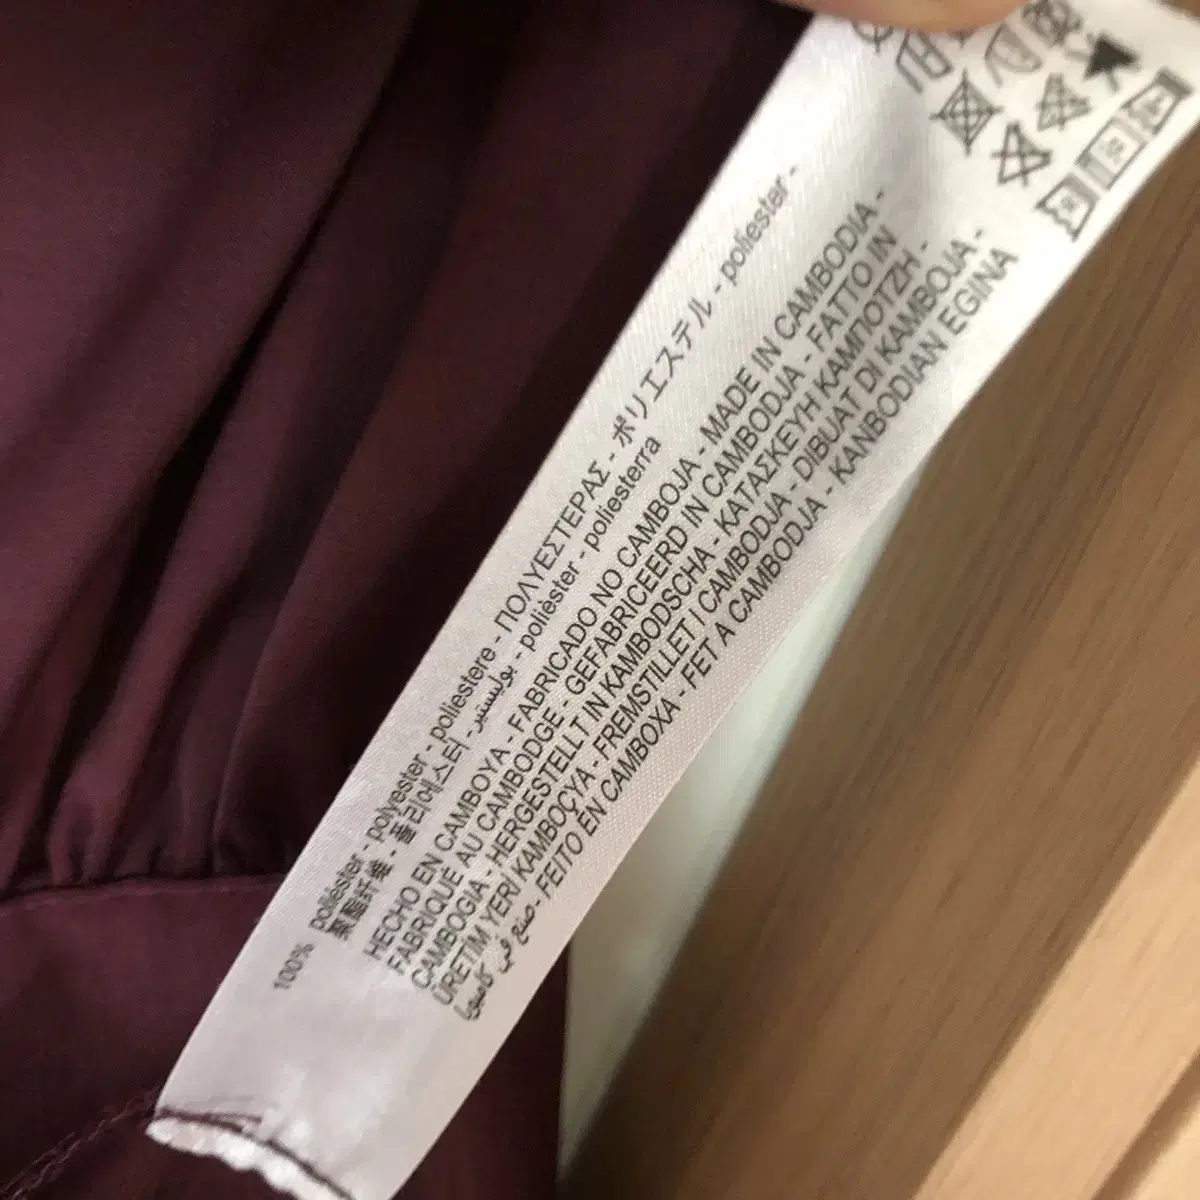 100% poliéster - polyester - poliestere - ΠΟΛΥΕΣΤΕΡΑΣ - ポリエステル - poliester -
聚酯纤维 - 폴리에스터 - بوليستير - polièster - poliesterra
HECHO EN CAMBOYA - FABRICADO NO CAMBOJA - MADE IN CAMBODIA -
FABRIQUÉ AU CAMBODGE - GEFABRICEERD IN CAMBODJA - FATTO IN
CAMBOGIA - HERGESTELLT IN KAMBODSCHA - ΚΑΤΑΣΚΕΥΗ ΚΑΜΠΟΤΖΗ -
ÜRETİM YERİ KAMBOÇYA - FREMSTILLET I CAMBODJA - DIBUAT DI KAMBOJA -
صنع في كامبوديا - FEITO EN CAMBOXA - FET A CAMBODJA - KANBODIAN EGINA